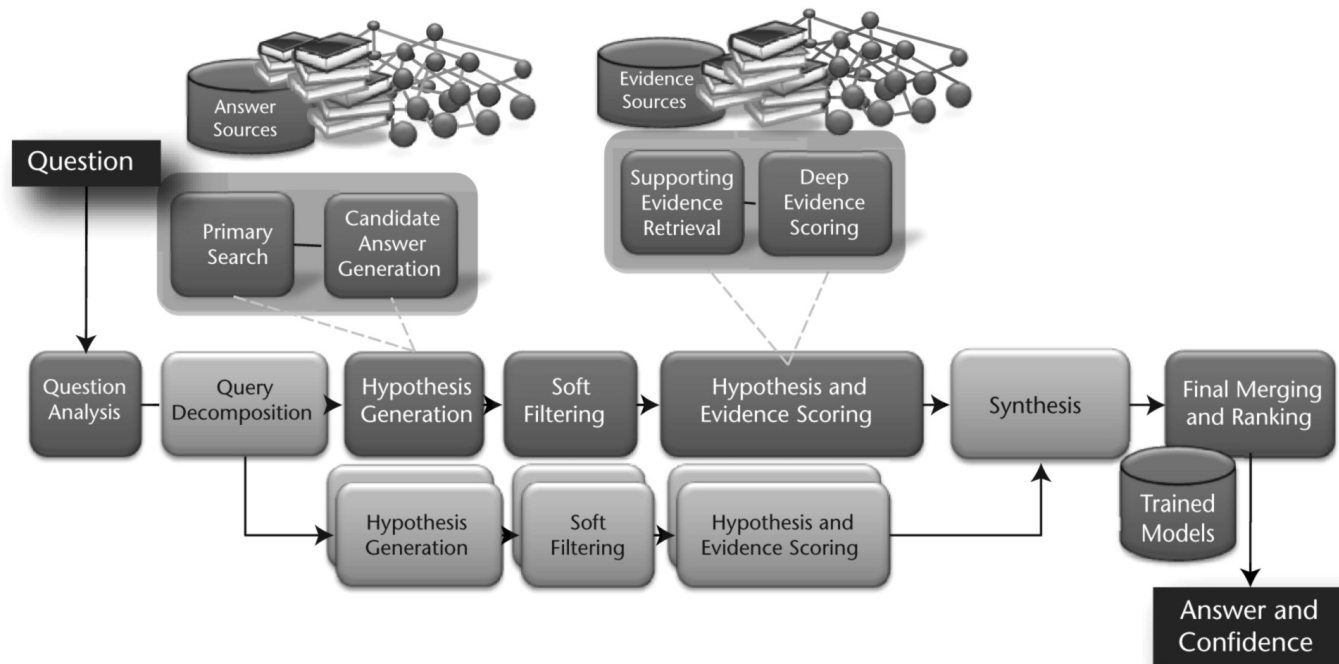 Answer
Sources
Evidence
Sources
Question
Primary
Search
Candidate
Answer
Generation
Supporting
Evidence
Retrieval
Deep
Evidence
Scoring
Question
Analysis
Query
Decomposition
Hypothesis
Generation
Soft
Filtering
Hypothesis and
Evidence Scoring
Synthesis
Final Merging
and Ranking
Trained
Models
Hypothesis
Generation
Soft
Filtering
Hypothesis and
Evidence Scoring
Answer and
Confidence